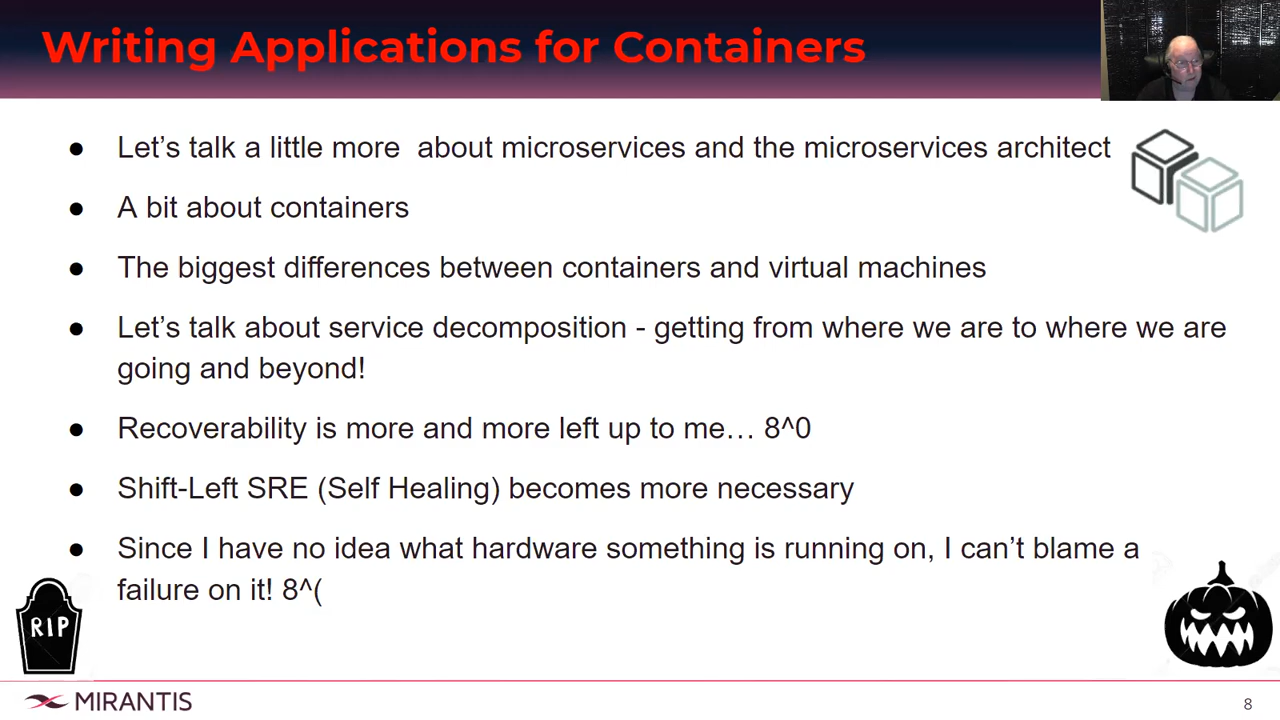 Writing Applications for Containers
● Let’s talk a little more  about microservices and the microservices architect
● A bit about containers
● The biggest differences between containers and virtual machines
● Let’s talk about service decomposition - getting from where we are to where we are
going and beyond!
● Recoverability is more and more left up to me… 8^0
● Shift-Left SRE (Self Healing) becomes more necessary
● Since I have no idea what hardware something is running on, I can’t blame a
failure on it! 8^(
RIP
MIRANTIS
8